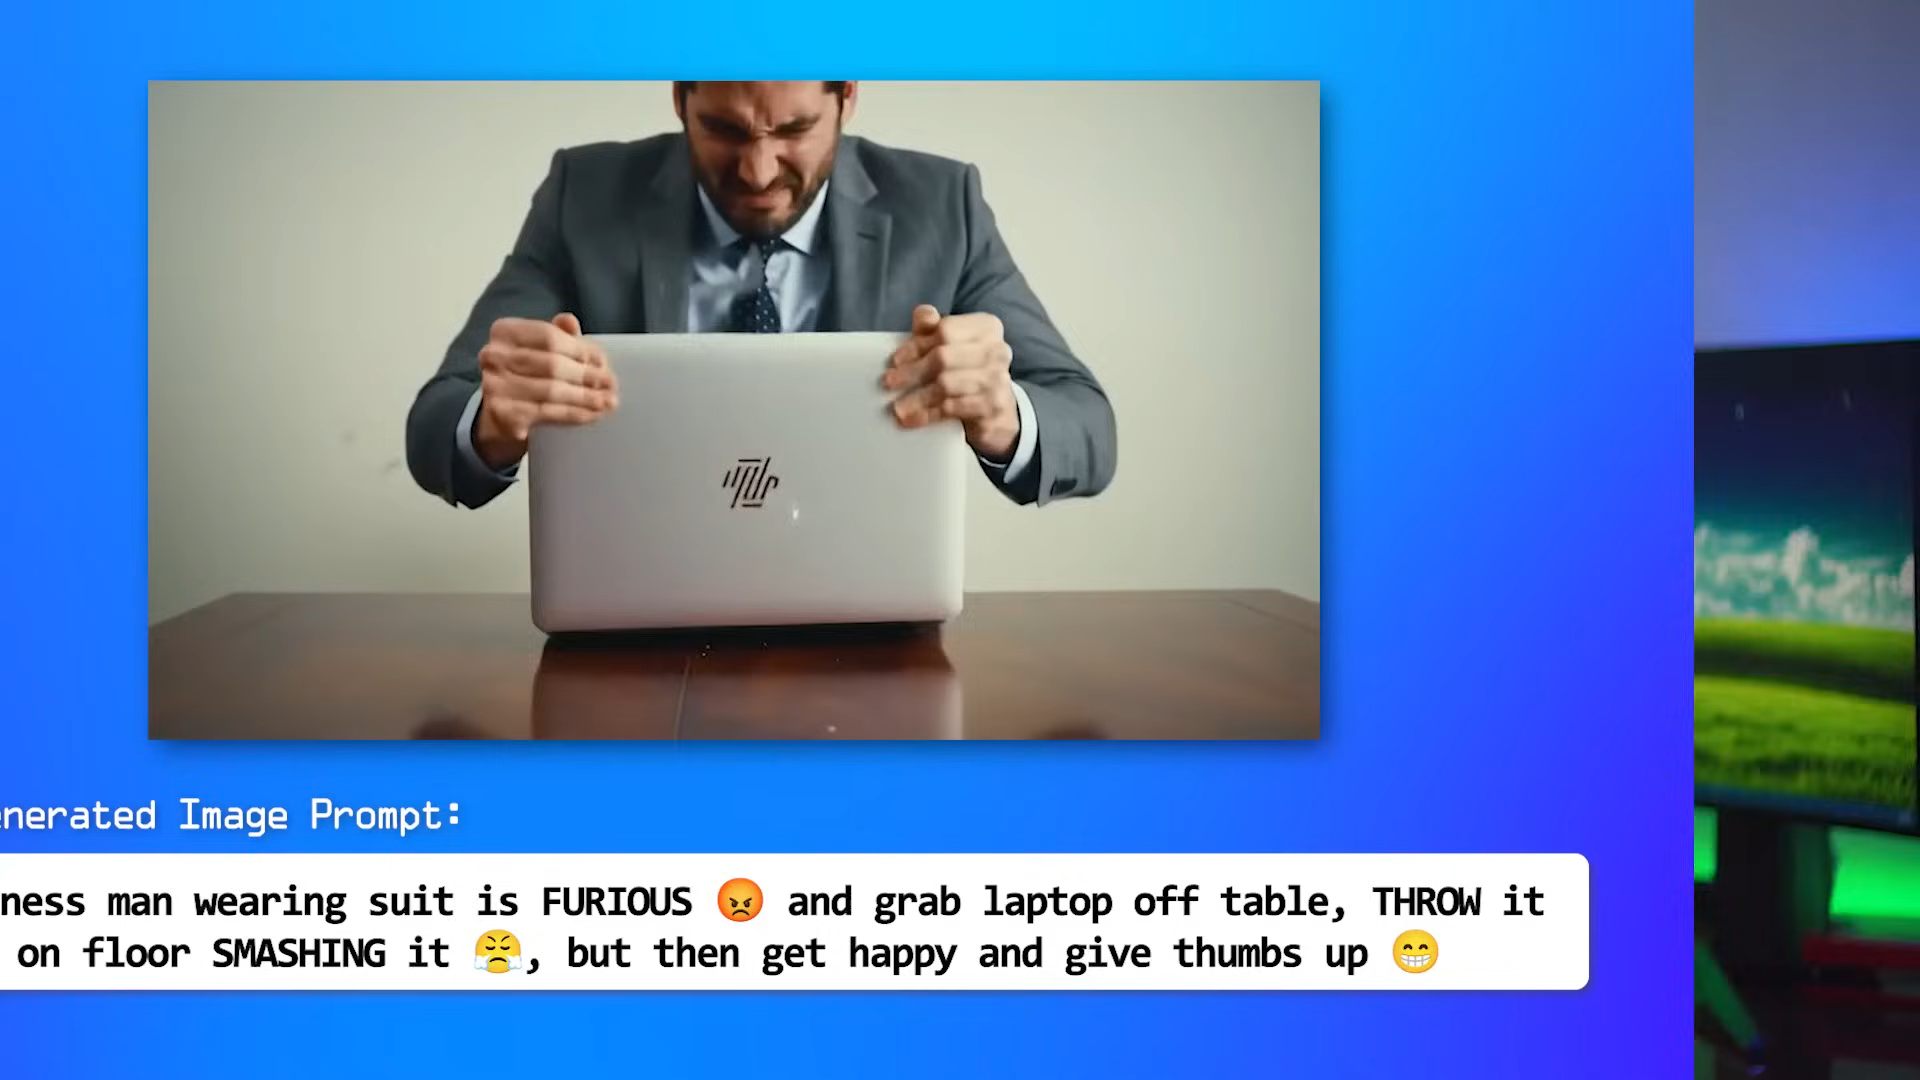 enerated Image Prompt:
ness man wearing suit is FURIOUS 😡 and grab laptop off table, THROW it
on floor SMASHING it 😤, but then get happy and give thumbs up 😁